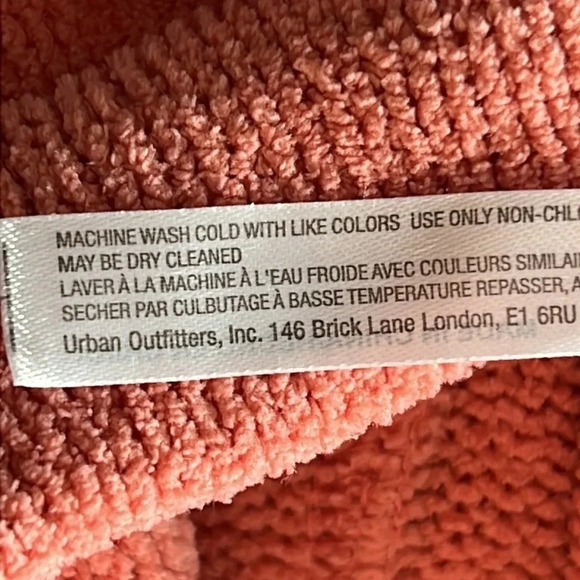 MACHINE WASH COLD WITH LIKE COLORS USE ONLY NON-CHL
MAY BE DRY CLEANED
LAVER À LA MACHINE À L'EAU FROIDE AVEC COULEURS SIMILAI
SECHER PAR CULBUTAGE À BASSE TEMPERATURE REPASSER, A
Urban Outfitters, Inc. 146 Brick Lane London, E1 6RU